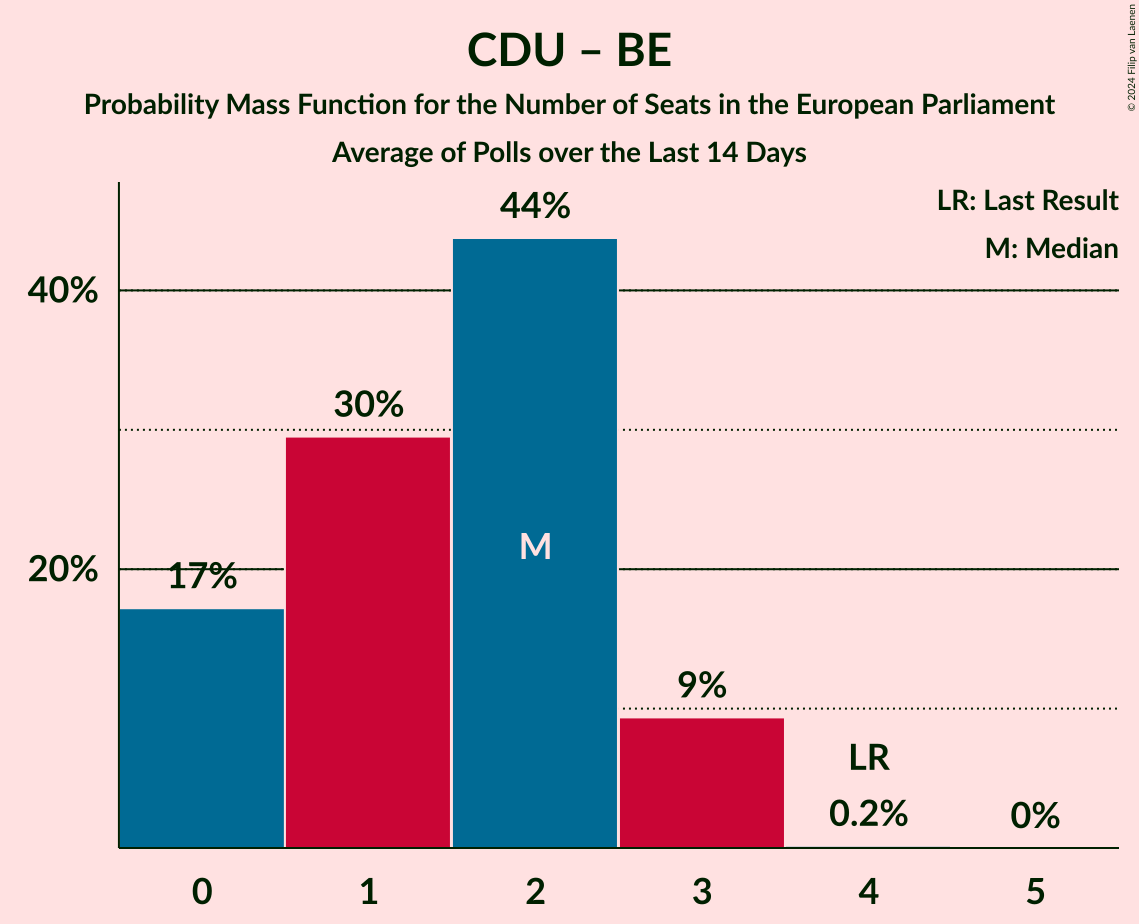 CDU – BE
Probability Mass Function for the Number of Seats in the European Parliament
Average of Polls over the Last 14 Days
© 2024 Filip van Laenen
LR: Last Result
M: Median
44%
40%
30%
M
20%
17%
9%
LR
0.2%
0%
0 1 2 3 4 5